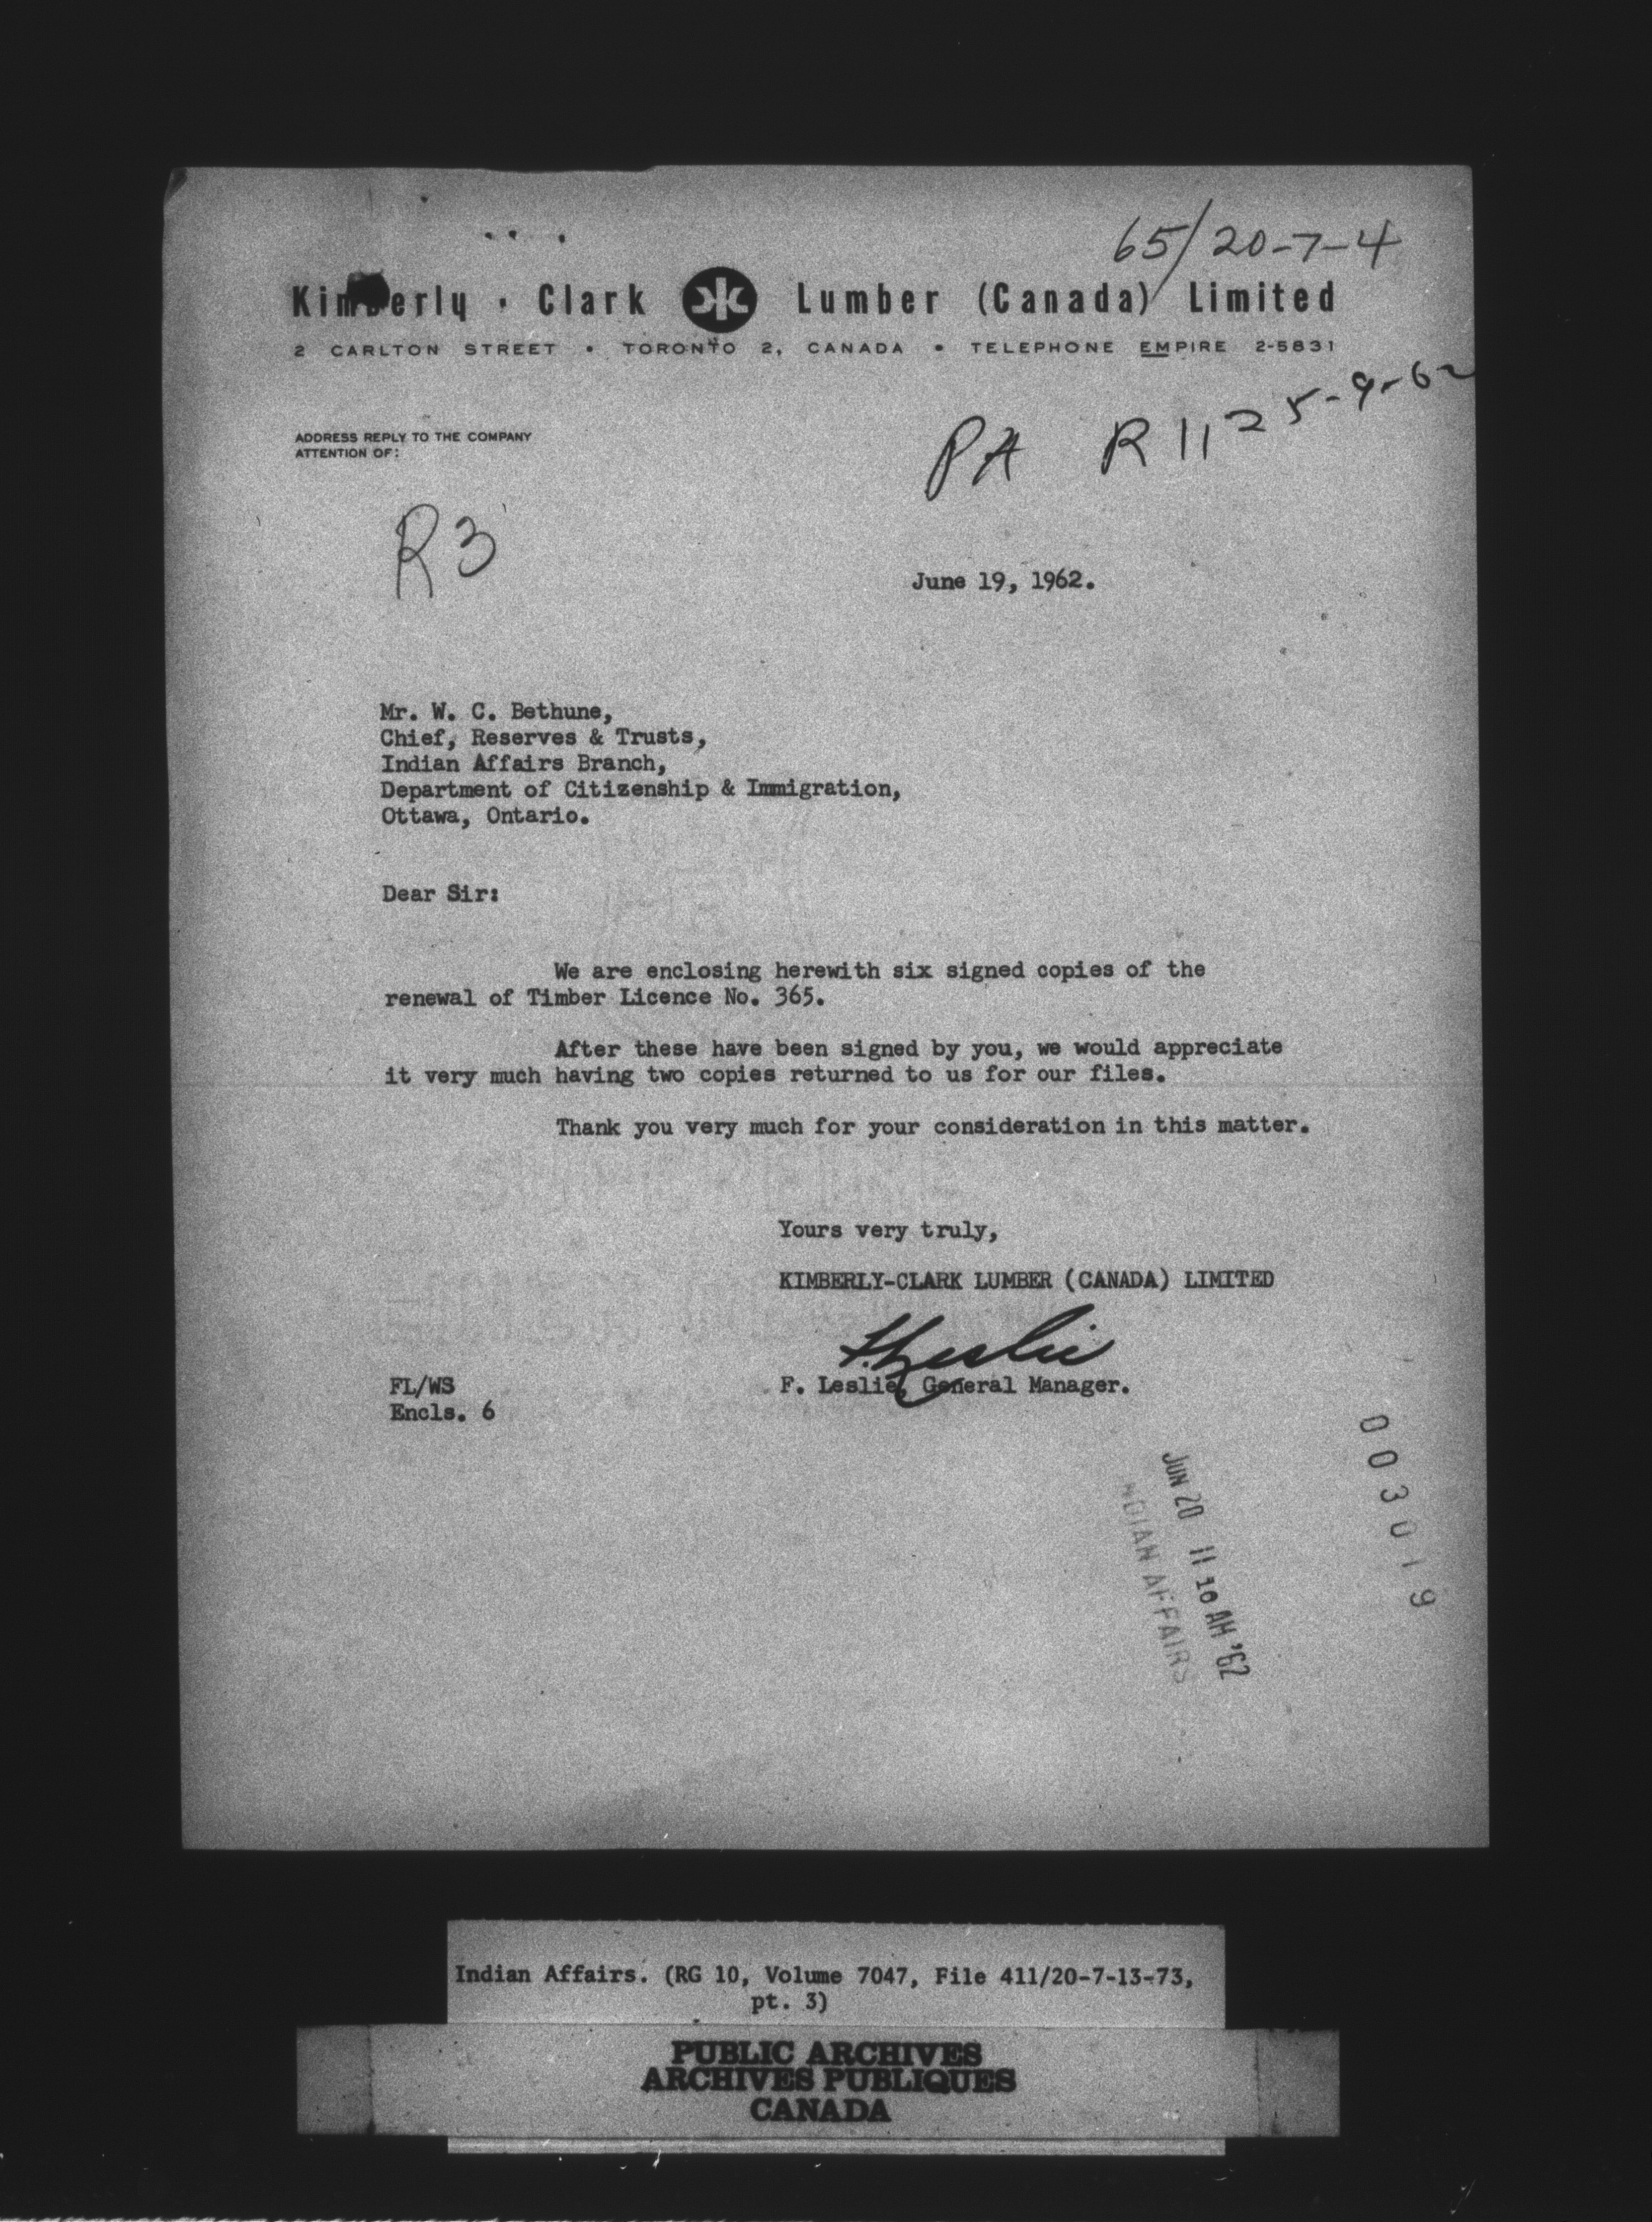 65/20-7-4
Kimberly · Clark Lumber (Canada) Limited
2 CARLTON STREET • TORONTO 2, CANADA • TELEPHONE EMPIRE 2-5831
ADDRESS REPLY TO THE COMPANY
ATTENTION OF:
PA R11 25-9-62
R3
June 19, 1962.
Mr. W. C. Bethune,
Chief, Reserves & Trusts,
Indian Affairs Branch,
Department of Citizenship & Immigration,
Ottawa, Ontario.
Dear Sir:
We are enclosing herewith six signed copies of the
renewal of Timber Licence No. 365.
After these have been signed by you, we would appreciate
it very much having two copies returned to us for our files.
Thank you very much for your consideration in this matter.
SUPERFINE
Yours very truly,
KIMBERLY-CLARK LUMBER (CANADA) LIMITED
F. Leslie
F. Leslie, General Manager.
FL/WS
Encls. 6
JUN 20 11 10 AM '62
INDIAN AFFAIRS
003019
Indian Affairs. (RG 10, Volume 7047, File 411/20-7-13-73,
pt. 3)
PUBLIC ARCHIVES
ARCHIVES PUBLIQUES
CANADA